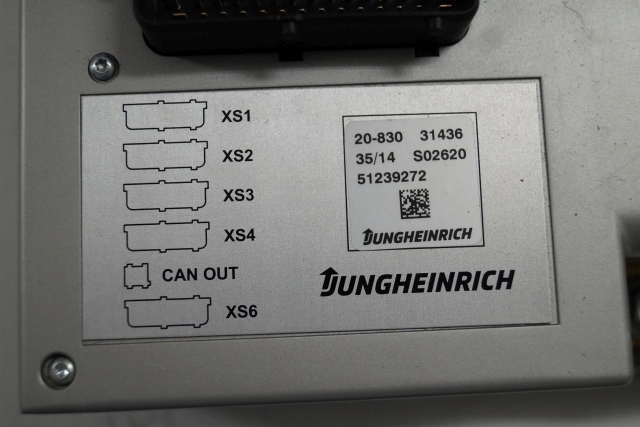 XS1
XS2
XS3
XS4
CAN OUT
XS6
20-830 31436
35/14 S02620
51239272
JUNGHEINRICH
JUNGHEINRICH